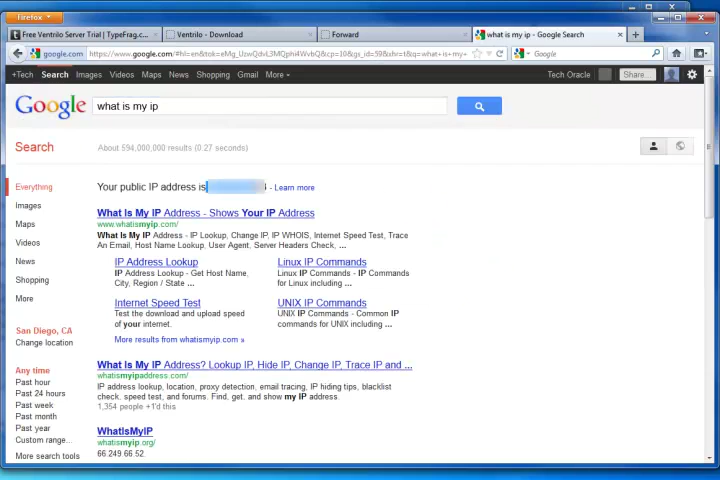 Firefox
Free Ventrilo Server Trial | TypeFrag.c...
Ventrilo - Download
Forward
what is my ip - Google Search
google.com
https://www.google.com/#hl=en&tok=eMg_UzwQdvL3MQphi4WvbQ&cp=10&gs_id=59&xhr=t&q=what+is+my+
Google
+Tech Search Images Videos Maps News Shopping Gmail More
Tech Oracle
Share...
Google
what is my ip
Search
About 594,000,000 results (0.27 seconds)
Everything
Images
Maps
Videos
News
Shopping
More
San Diego, CA
Change location
Any time
Past hour
Past 24 hours
Past week
Past month
Past year
Custom range...
More search tools
Your public IP address is 4 - Learn more
What Is My IP Address - Shows Your IP Address
www.whatismyip.com/
What Is My IP Address - IP Lookup, Change IP, IP WHOIS, Internet Speed Test, Trace
An Email, Host Name Lookup, User Agent, Server Headers Check, ...
IP Address Lookup
IP Address Lookup - Get Host Name,
City, Region / State ...
Linux IP Commands
Linux IP Commands - IP Commands
for Linux including ...
Internet Speed Test
Test the download and upload speed
of your internet.
UNIX IP Commands
UNIX IP Commands - Common IP
commands for UNIX including ...
More results from whatismyip.com »
What Is My IP Address? Lookup IP, Hide IP, Change IP, Trace IP and ...
whatismyipaddress.com/
IP address lookup, location, proxy detection, email tracing, IP hiding tips, blacklist
check, speed test, and forums. Find, get, and show my IP address.
1,354 people +1'd this
WhatIsMyIP
whatismyip.org/
66.249.66.52.